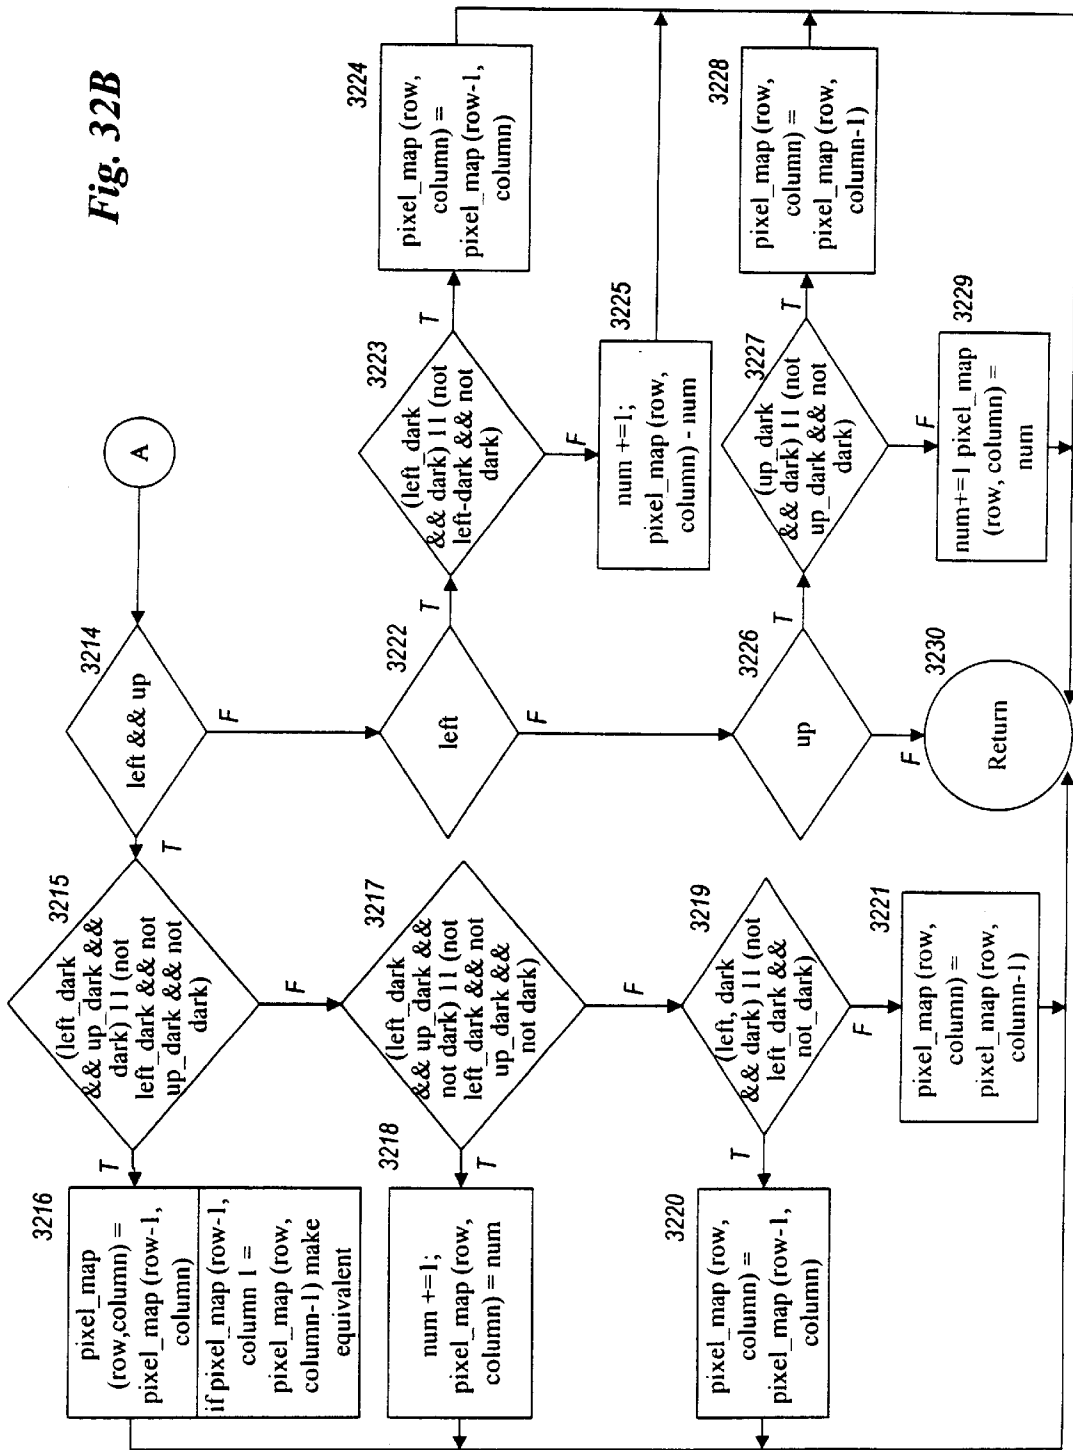 Fig. 32B
A
3214
left && up
T
F
3215
(left_dark
&& up_dark &&
dark) 11 (not
left_dark && not
up_dark && not
dark)
T
F
3216
pixel_map
(row,column) =
pixel_map (row-1,
column)
if pixel_map (row-1,
column 1 =
pixel_map (row,
column-1) make
equivalent
3217
(left_dark
&& up_dark &&
not dark) 11 (not
left_dark && not
up_dark &&
not dark)
T
F
3218
num +=1;
pixel_map (row,
column) = num
3219
(left, dark
&& dark) 11 (not
left_dark &&
not_dark)
T
F
3220
pixel_map (row,
column) =
pixel_map (row-1,
column)
3221
pixel_map (row,
column) =
pixel_map (row,
column-1)
3222
left
T
F
3223
(left_dark
&& dark) 11 (not
left-dark && not
dark)
T
F
3224
pixel_map (row,
column) =
pixel_map (row-1,
column)
3225
num +=1;
pixel_map (row,
column) - num
3226
up
T
F
3227
(up_dark
&& dark) 11 (not
up_dark && not
dark)
T
F
3228
pixel_map (row,
column) =
pixel_map (row,
column-1)
3229
num+=1 pixel_map
(row, column) =
num
3230
Return